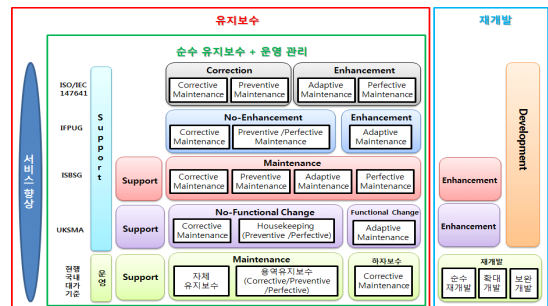 유지보수
재개발
순수 유지보수 + 운영 관리
서비스향상
ISO/IEC
147641
Support
Correction
Enhancement
Corrective
Maintenance
Preventive
Maintenance
Adaptive
Maintenance
Perfective
Maintenance
Development
IFPUG
No-Enhancement
Enhancement
Corrective
Maintenance
Preventive /Perfective
Maintenance
Adaptive
Maintenance
ISBSG
Support
Maintenance
Corrective
Maintenance
Preventive
Maintenance
Adaptive
Maintenance
Perfective
Maintenance
Enhancement
UKSMA
Support
No-Functional Change
Functional Change
Corrective
Maintenance
Housekeeping
(Preventive /Perfective)
Adaptive
Maintenance
Enhancement
현행
국내
대가
기준
운영
Support
Maintenance
하자보수
자체
유지보수
용역유지보수
(Corrective/Preventive
/Perfective)
Corrective
Maintenance
재개발
순수
재개발
확대
개발
보완
개발